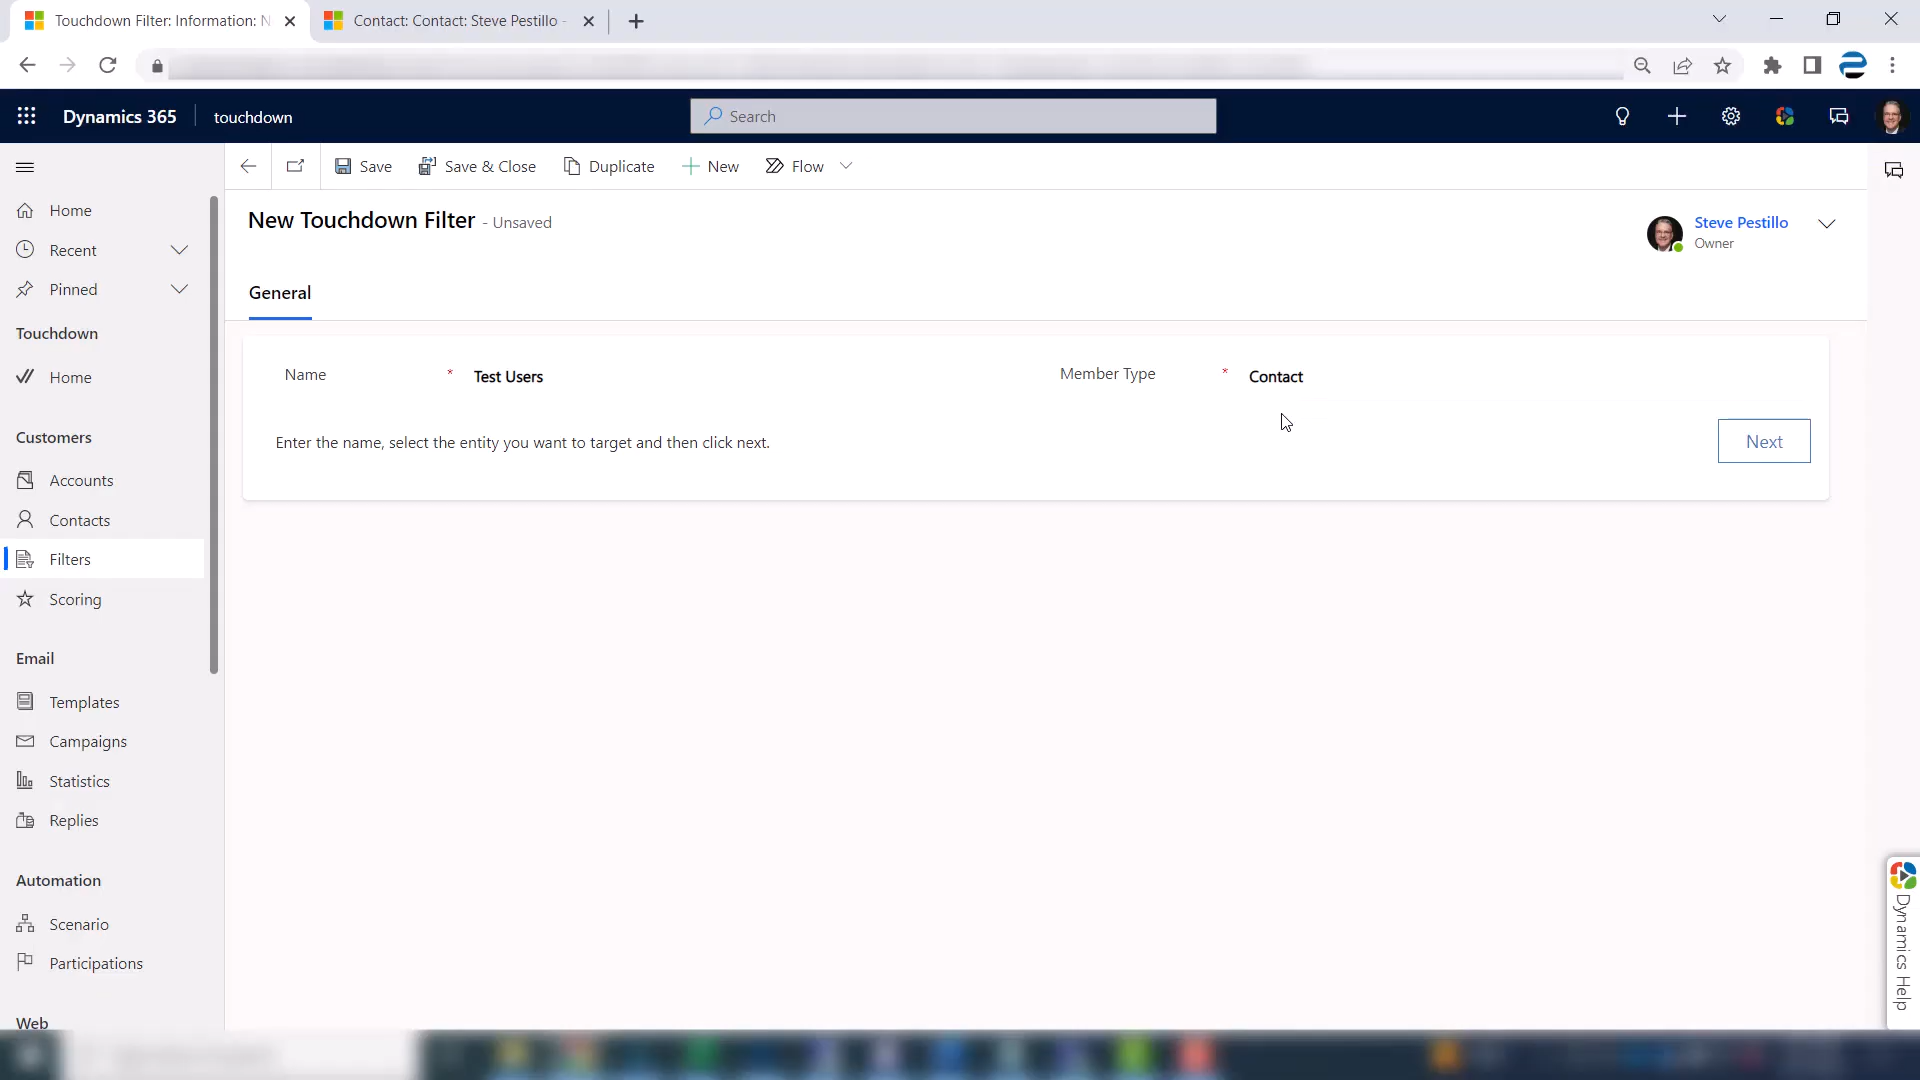 Touchdown Filter: Information: N
Contact: Contact: Steve Pestillo -
Dynamics 365
touchdown
Search
Save
Save & Close
Duplicate
New
Flow
Home
Recent
Pinned
Touchdown
Home
Customers
Accounts
Contacts
Filters
Scoring
Email
Templates
Campaigns
Statistics
Replies
Automation
Scenario
Participations
Web
New Touchdown Filter - Unsaved
Steve Pestillo
Owner
General
Name * Test Users
Member Type * Contact
Enter the name, select the entity you want to target and then click next.
Next
Dynamics Help